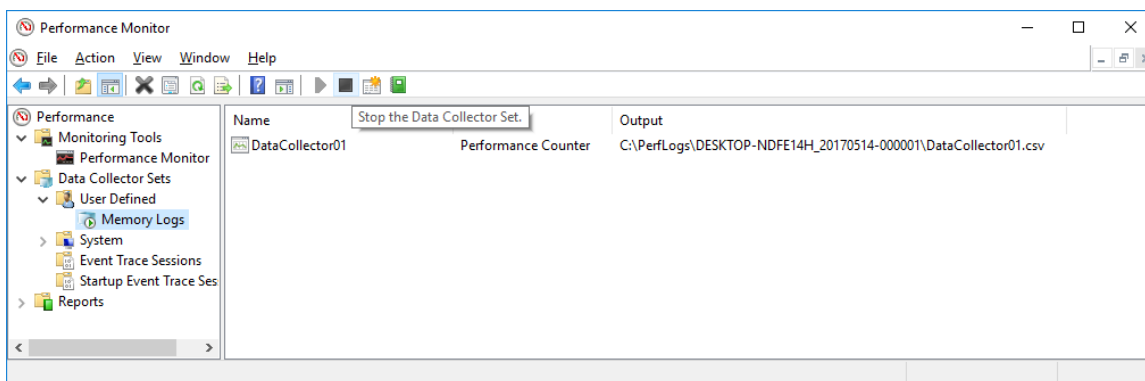 Performance Monitor
File Action View Window Help
Performance
Monitoring Tools
Performance Monitor
Data Collector Sets
User Defined
Memory Logs
System
Event Trace Sessions
Startup Event Trace Ses
Reports
Name Output
Stop the Data Collector Set.
DataCollector01 Performance Counter C:\PerfLogs\DESKTOP-NDFE14H_20170514-000001\DataCollector01.csv